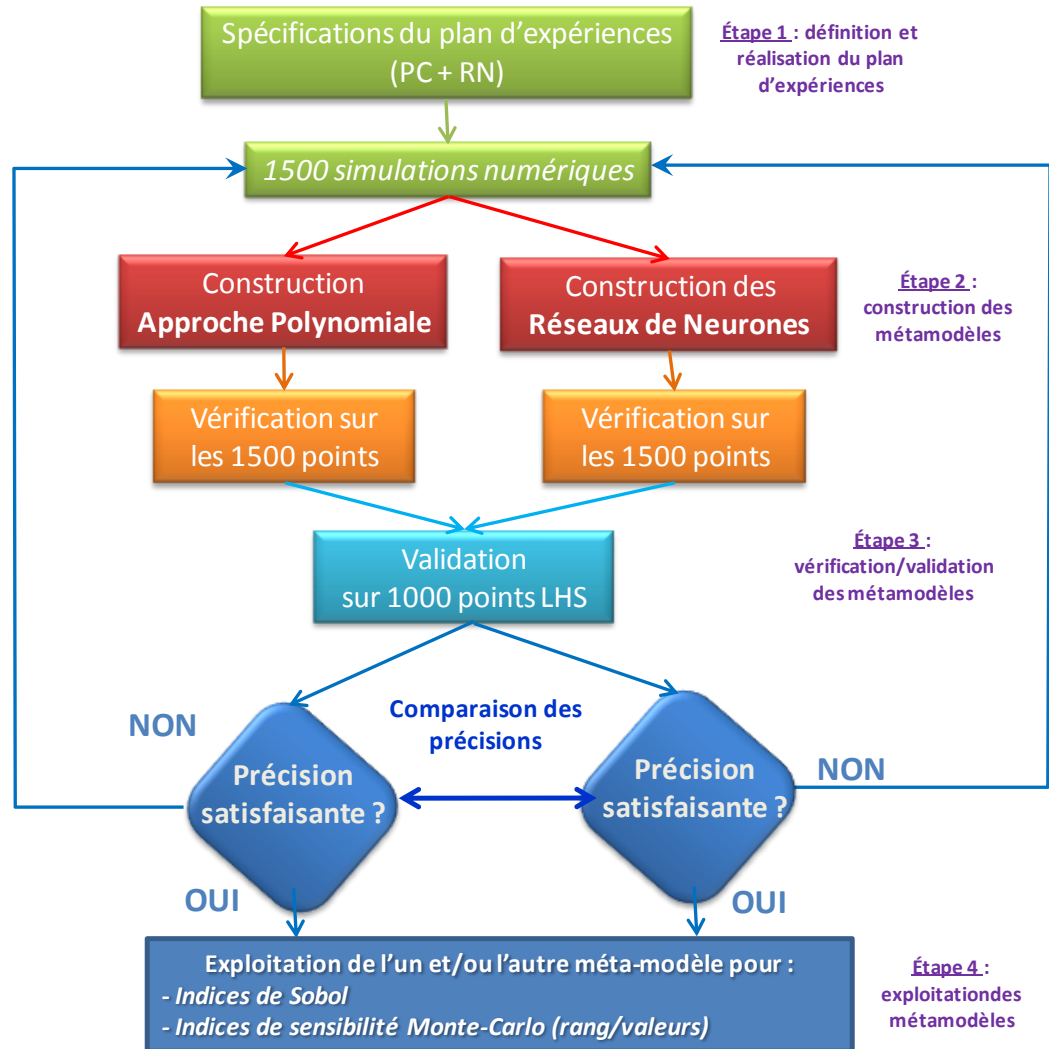 Spécifications du plan d'expériences
(PC + RN)
Étape 1 : définition et
réalisation du plan
d'expériences
1500 simulations numériques
Construction
Approche Polynomiale
Construction des
Réseaux de Neurones
Étape 2 :
construction des
métamodèles
Vérification sur
les 1500 points
Vérification sur
les 1500 points
Validation
sur 1000 points LHS
Étape 3 :
vérification/validation
des métamodèles
NON
Comparaison des
précisions
NON
Précision
satisfaisante ?
Précision
satisfaisante ?
OUI
OUI
Exploitation de l'un et/ou l'autre méta-modèle pour :
- Indices de Sobol
- Indices de sensibilité Monte-Carlo (rang/valeurs)
Étape 4 :
exploitationdes
métamodèles